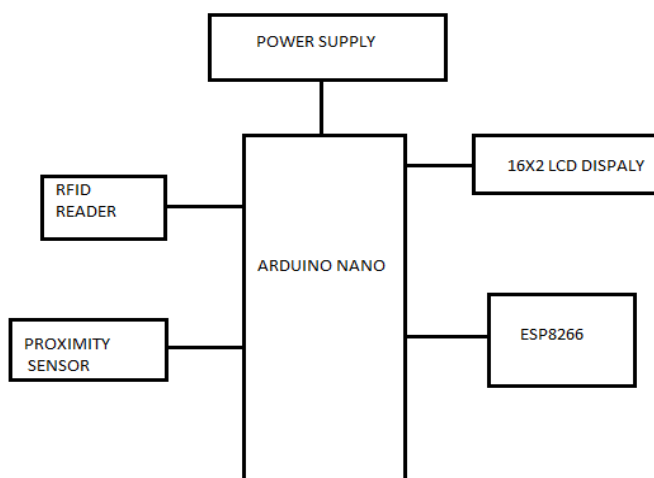 POWER SUPPLY
16X2 LCD DISPALY
RFID
READER
ARDUINO NANO
PROXIMITY
SENSOR
ESP8266